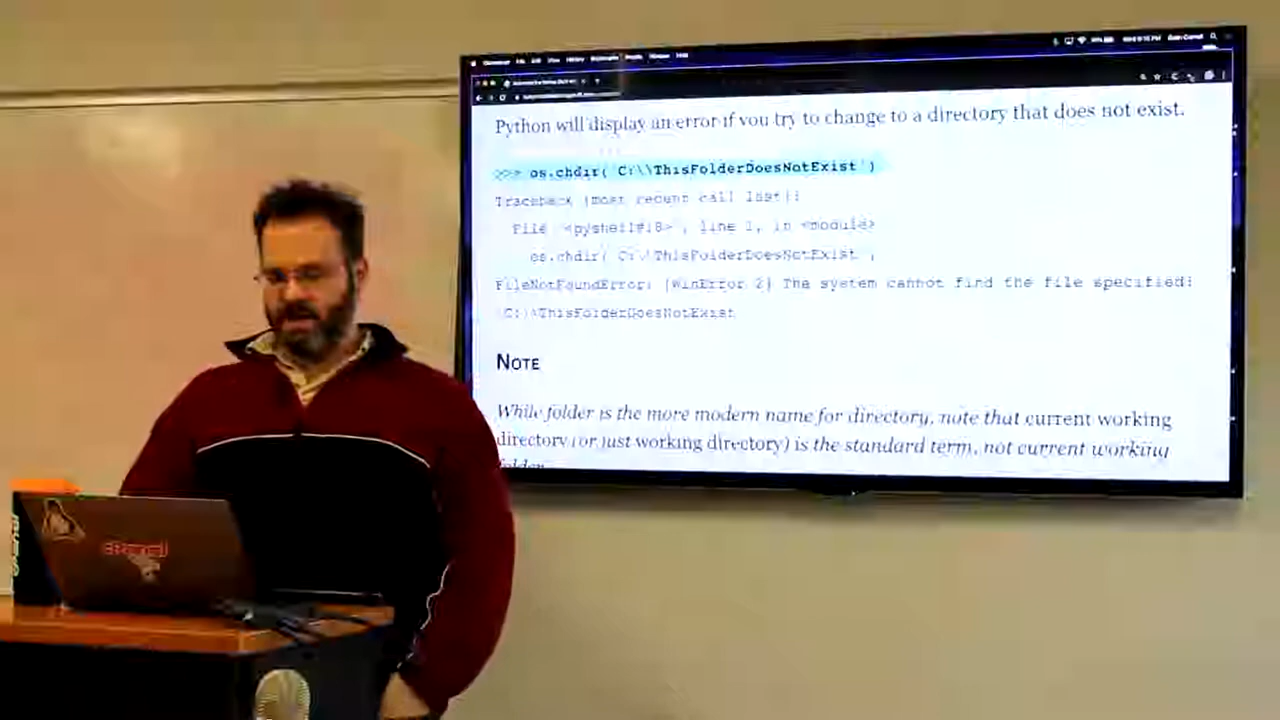 Python will display an error if you try to change to a directory that does not exist.
>>> os.chdir('C:\\ThisFolderDoesNotExist')
Traceback (most recent call last):
File "<pyshell#18>", line 1, in <module>
os.chdir('C:\\ThisFolderDoesNotExist')
FileNotFoundError: [WinError 2] The system cannot find the file specified:
'C:\\ThisFolderDoesNotExist'
NOTE
While folder is the more modern name for directory, note that current working
directory (or just working directory) is the standard term, not current working
folder.